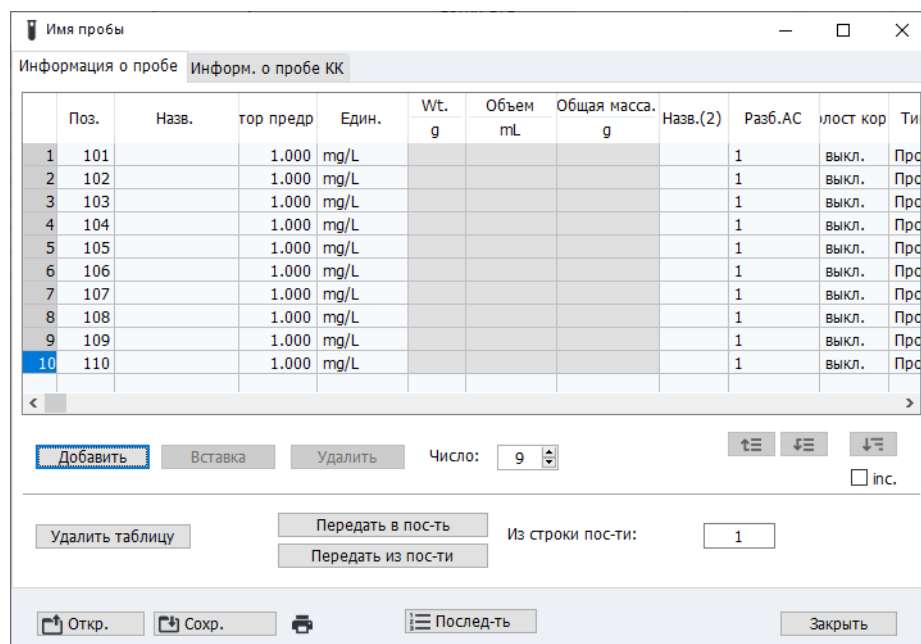 Имя пробы
Информация о пробе Информ. о пробе КК
Поз. Назв. тор предр Един. Wt. g Объем mL Общая масса. g Назв.(2) Разб.АС олост кор Ти
1 101 1.000 mg/L 1 выкл. Про
2 102 1.000 mg/L 1 выкл. Про
3 103 1.000 mg/L 1 выкл. Про
4 104 1.000 mg/L 1 выкл. Про
5 105 1.000 mg/L 1 выкл. Про
6 106 1.000 mg/L 1 выкл. Про
7 107 1.000 mg/L 1 выкл. Про
8 108 1.000 mg/L 1 выкл. Про
9 109 1.000 mg/L 1 выкл. Про
10 110 1.000 mg/L 1 выкл. Про
Добавить Вставка Удалить Число: 9
inc.
Удалить таблицу Передать в пос-ть Из строки пос-ти: 1
Передать из пос-ти
Откр. Сохр. Послед-ть Закрыть